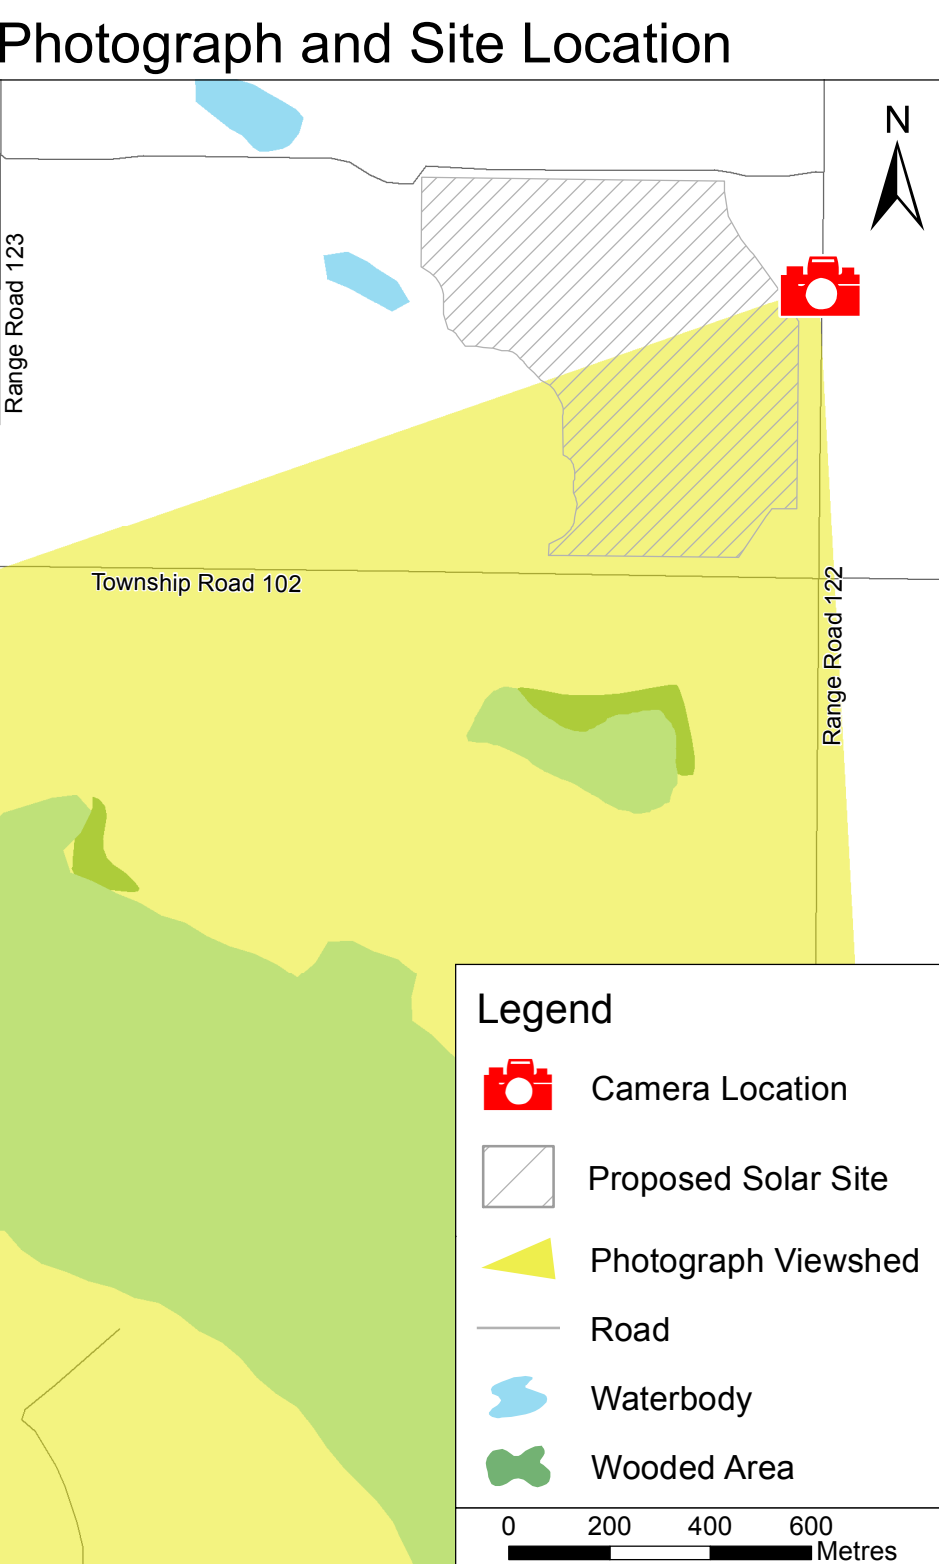 Photograph and Site Location
N
Range Road 123
Township Road 102
Range Road 122
Legend
Camera Location
Proposed Solar Site
Photograph Viewshed
Road
Waterbody
Wooded Area
0 200 400 600
Metres